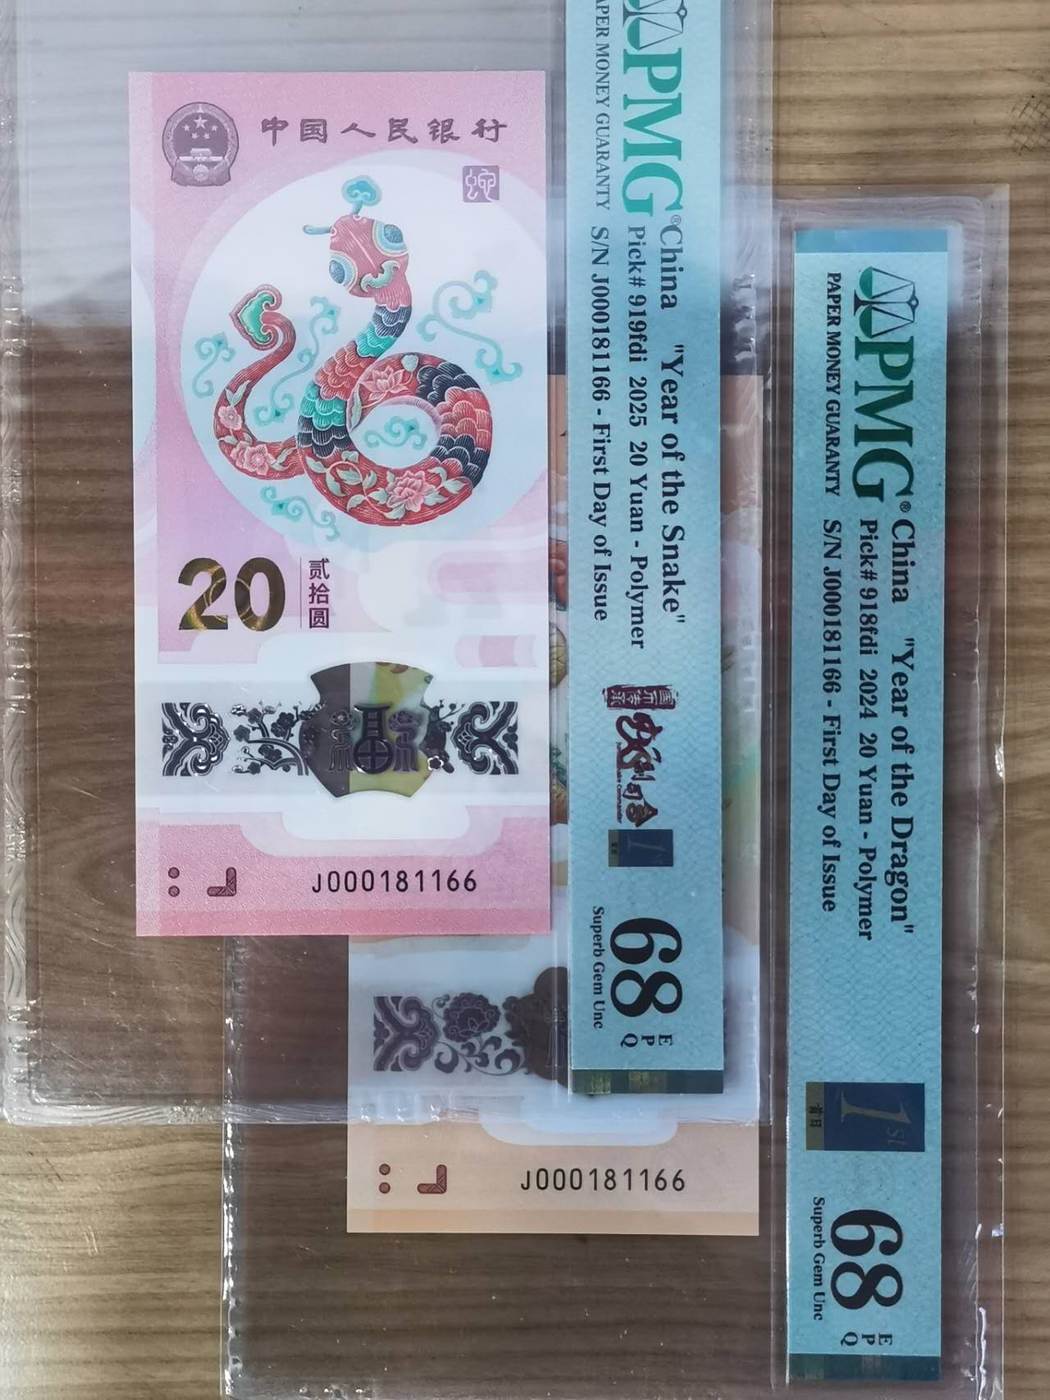 中国人民银行
蛇
20
贰拾圆
J000181166
PMG®
PAPER MONEY GUARANTY
China "Year of the Snake"
Pick# 919fdi 2025 20 Yuan - Polymer
S/N J000181166 - First Day of Issue
1st
68
EPQ
Superb Gem Unc
J000181166
PMG®
PAPER MONEY GUARANTY
China "Year of the Dragon"
Pick# 918fdi 2024 20 Yuan - Polymer
S/N J000181166 - First Day of Issue
1st
首日
68
EPQ
Superb Gem Unc